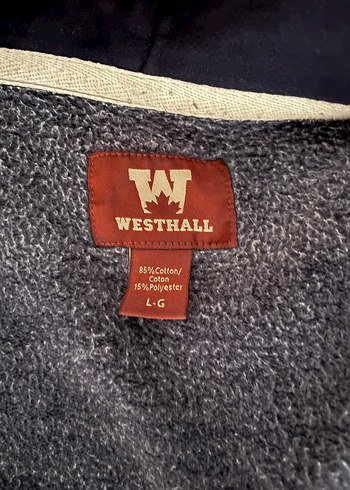 W
WESTHALL
85%Cotton/
Coton
15%Polyester
L-G